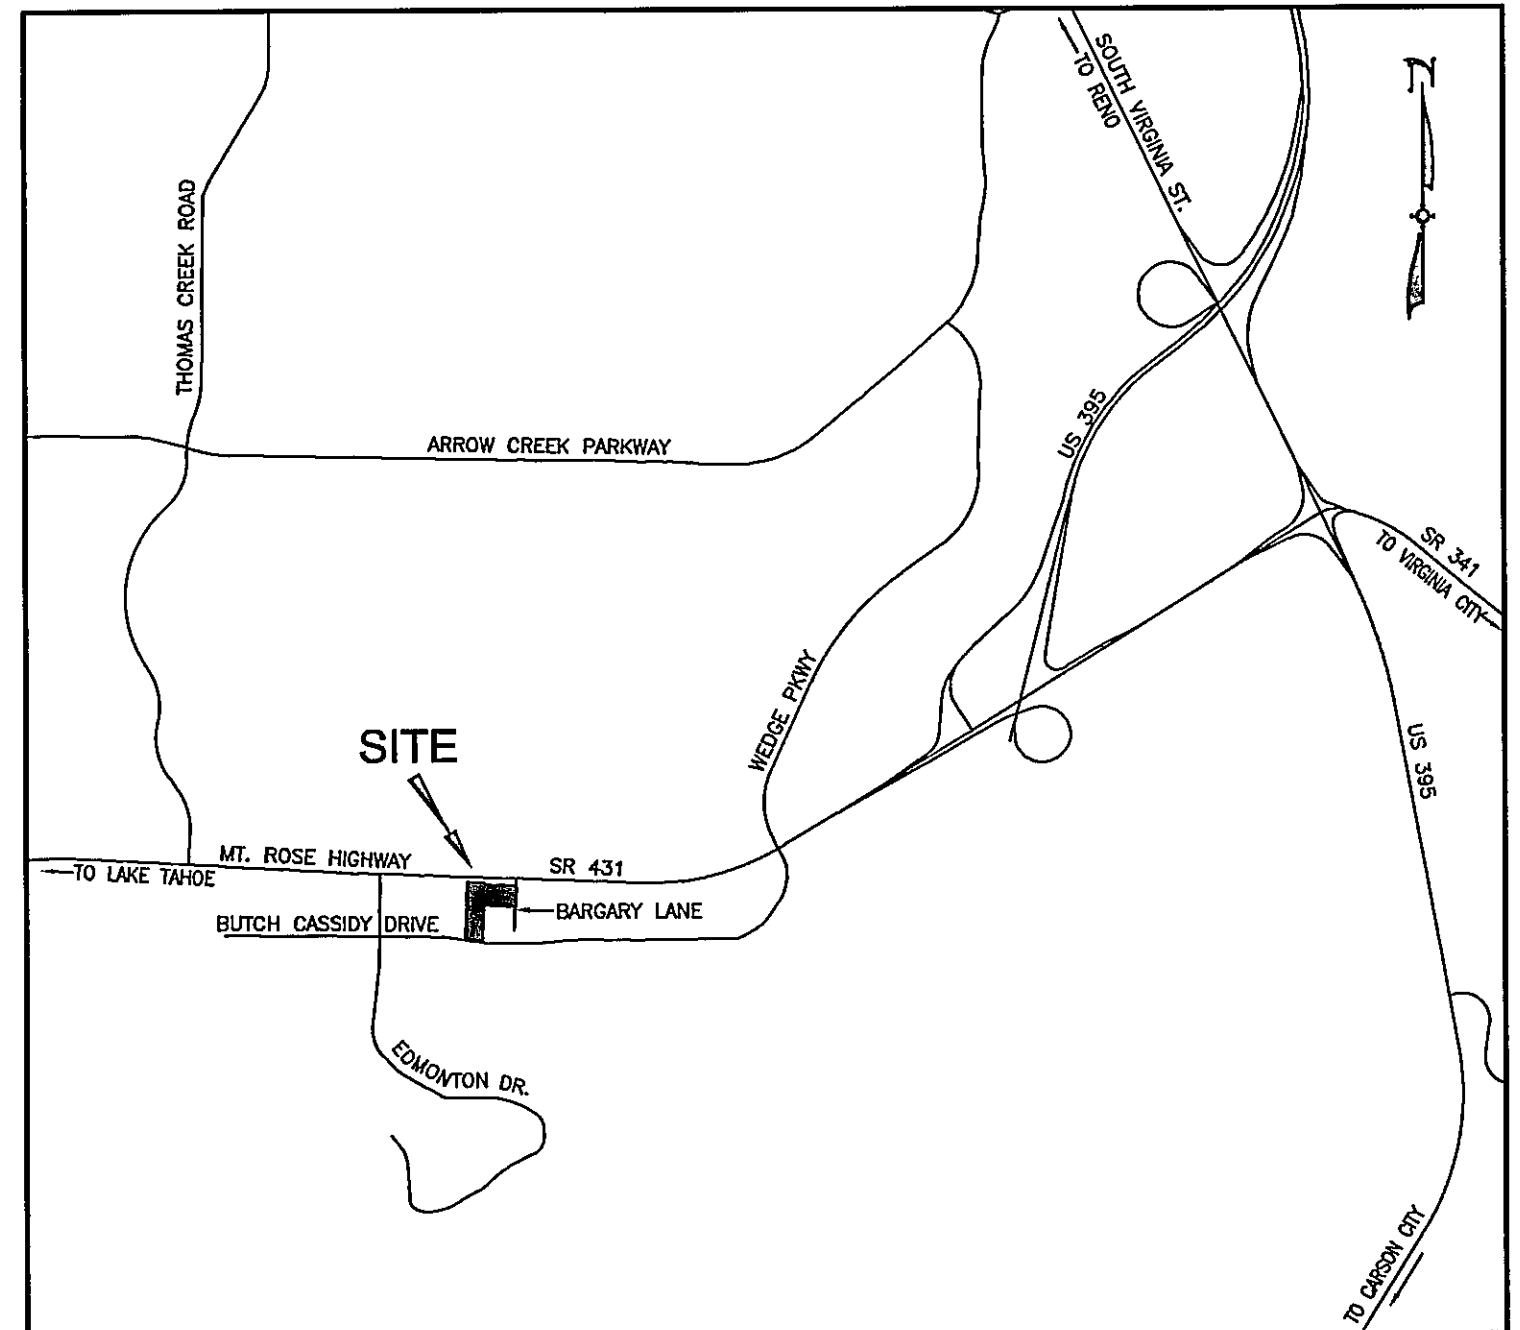 SOUTH VIRGINIA ST.
TO RENO
N
THOMAS CREEK ROAD
US 395
ARROW CREEK PARKWAY
SR 341
TO VIRGINIA CITY
WEDGE PKWY
SITE
US 395
MT. ROSE HIGHWAY
SR 431
TO LAKE TAHOE
BARGARY LANE
BUTCH CASSIDY DRIVE
EDMONTON DR.
TO CARSON CITY